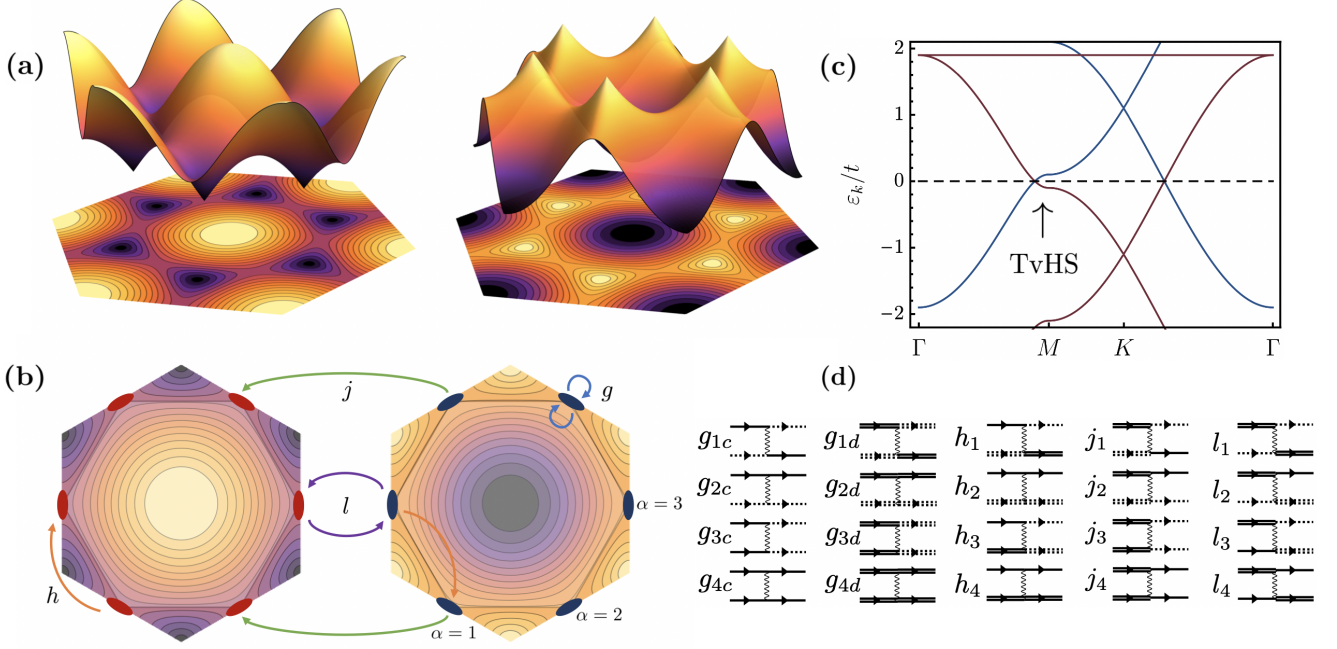 (a)
(c)
2
1
0
−1
−2
ε_k/t
TvHS
Γ
M
K
Γ
(b)
j
g
l
h
α = 3
α = 2
α = 1
(d)
g_{1c} g_{1d} h_1 j_1 l_1
g_{2c} g_{2d} h_2 j_2 l_2
g_{3c} g_{3d} h_3 j_3 l_3
g_{4c} g_{4d} h_4 j_4 l_4